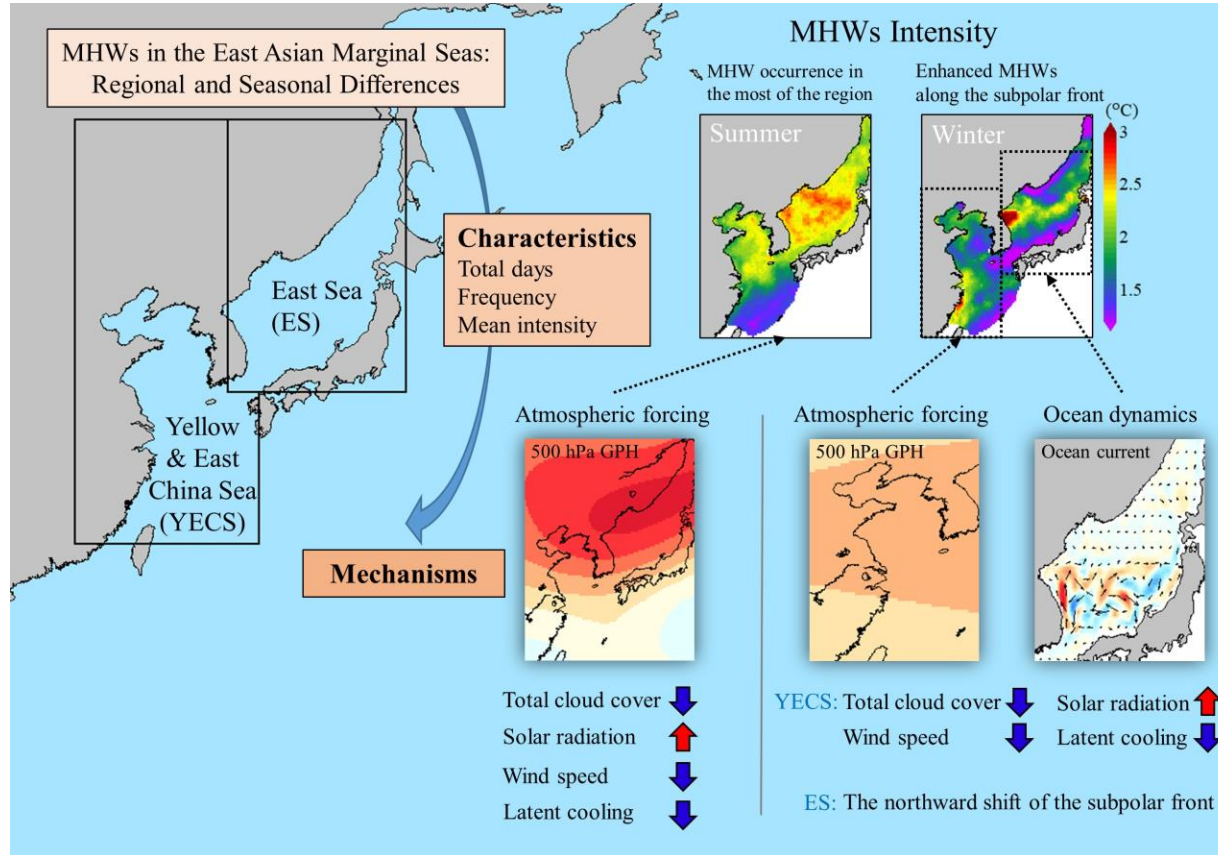 MHWs in the East Asian Marginal Seas:
Regional and Seasonal Differences
East Sea
(ES)
Yellow
& East
China Sea
(YECS)
Characteristics
Total days
Frequency
Mean intensity
Mechanisms
MHWs Intensity
MHW occurrence in
the most of the region
Summer
Enhanced MHWs
along the subpolar front
Winter
(°C)
3
2.5
2
1.5
Atmospheric forcing
500 hPa GPH
Total cloud cover
Solar radiation
Wind speed
Latent cooling
Atmospheric forcing
500 hPa GPH
Ocean dynamics
Ocean current
YECS: Total cloud cover
Solar radiation
Wind speed
Latent cooling
ES: The northward shift of the subpolar front